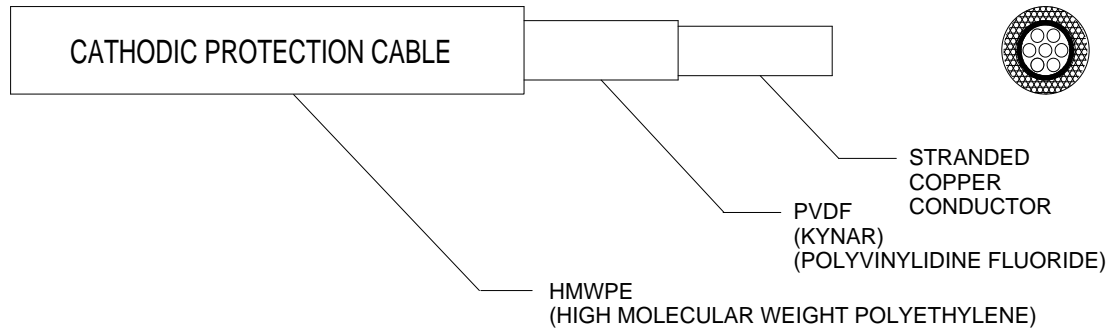 CATHODIC PROTECTION CABLE
STRANDED
COPPER
CONDUCTOR
PVDF
(KYNAR)
(POLYVINYLIDINE FLUORIDE)
HMWPE
(HIGH MOLECULAR WEIGHT POLYETHYLENE)